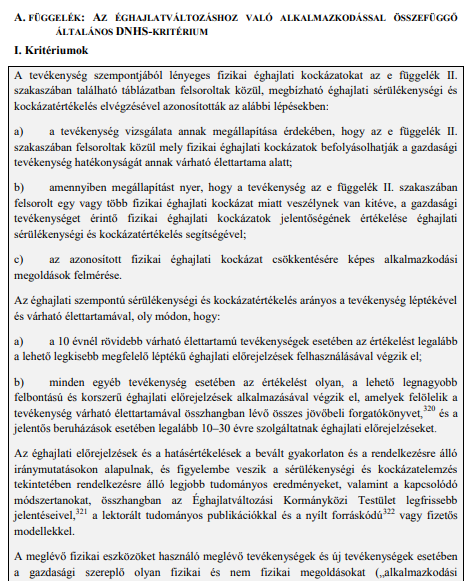 A. FÜGGELÉK: AZ ÉGHAJLATVÁLTOZÁSHOZ VALÓ ALKALMAZKODÁSSAL ÖSSZEFÜGGŐ
ÁLTALÁNOS DNHS-KRITÉRIUM
I. Kritériumok
A tevékenység szempontjából lényeges fizikai éghajlati kockázatokat az e függelék II.
szakaszában található táblázatban felsoroltak közül, megbízható éghajlati sérülékenységi és
kockázatértékelés elvégzésével azonosították az alábbi lépésekben:
a) a tevékenység vizsgálata annak megállapítása érdekében, hogy az e függelék II.
szakaszában felsoroltak közül mely fizikai éghajlati kockázatok befolyásolhatják a gazdasági
tevékenység hatékonyságát annak várható élettartama alatt;
b) amennyiben megállapítást nyer, hogy a tevékenység az e függelék II. szakaszában
felsorolt egy vagy több fizikai éghajlati kockázat miatt veszélynek van kitéve, a gazdasági
tevékenységet érintő fizikai éghajlati kockázatok jelentőségének értékelése éghajlati
sérülékenységi és kockázatértékelés segítségével;
c) az azonosított fizikai éghajlati kockázat csökkentésére képes alkalmazkodási
megoldások felmérése.
Az éghajlati szempontú sérülékenységi és kockázatértékelés arányos a tevékenység léptékével
és várható élettartamával, oly módon, hogy:
a) a 10 évnél rövidebb várható élettartamú tevékenységek esetében az értékelést legalább
a lehető legkisebb megfelelő léptékű éghajlati előrejelzések felhasználásával végzik el;
b) minden egyéb tevékenység esetében az értékelést olyan, a lehető legnagyobb
felbontású és korszerű éghajlati előrejelzések alkalmazásával végzik el, amelyek felölelik a
tevékenység várható élettartamával összhangban lévő összes jövőbeli forgatókönyvet,320 és a
jelentős beruházások esetében legalább 10–30 évre szolgáltatnak éghajlati előrejelzéseket.
Az éghajlati előrejelzések és a hatásértékelések a bevált gyakorlaton és a rendelkezésre álló
iránymutatásokon alapulnak, és figyelembe veszik a sérülékenységi és kockázatelemzés
tekintetében rendelkezésre álló legjobb tudományos eredményeket, valamint a kapcsolódó
módszertanokat, összhangban az Éghajlatváltozási Kormányközi Testület legfrissebb
jelentéseivel,321 a lektorált tudományos publikációkkal és a nyílt forráskódú322 vagy fizetős
modellekkel.
A meglévő fizikai eszközöket használó meglévő tevékenységek és új tevékenységek esetében
a gazdasági szereplő olyan fizikai és nem fizikai megoldásokat („alkalmazkodási